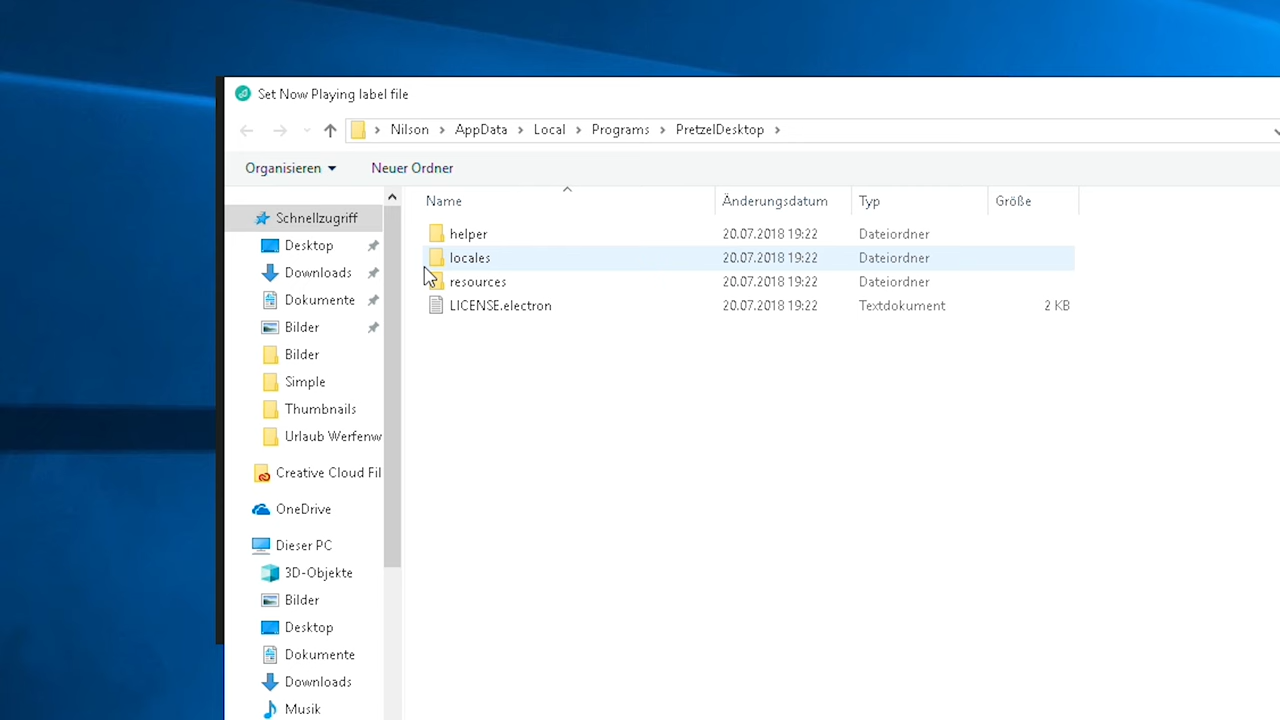 Set Now Playing label file
Nilson AppData Local Programs PretzelDesktop
Organisieren Neuer Ordner
Name Änderungsdatum Typ Größe
Schnellzugriff
Desktop
Downloads
Dokumente
Bilder
Bilder
Simple
Thumbnails
Urlaub Werfenw
Creative Cloud Fil
OneDrive
Dieser PC
3D-Objekte
Bilder
Desktop
Dokumente
Downloads
Musik
helper 20.07.2018 19:22 Dateiordner
locales 20.07.2018 19:22 Dateiordner
resources 20.07.2018 19:22 Dateiordner
LICENSE.electron 20.07.2018 19:22 Textdokument 2 KB